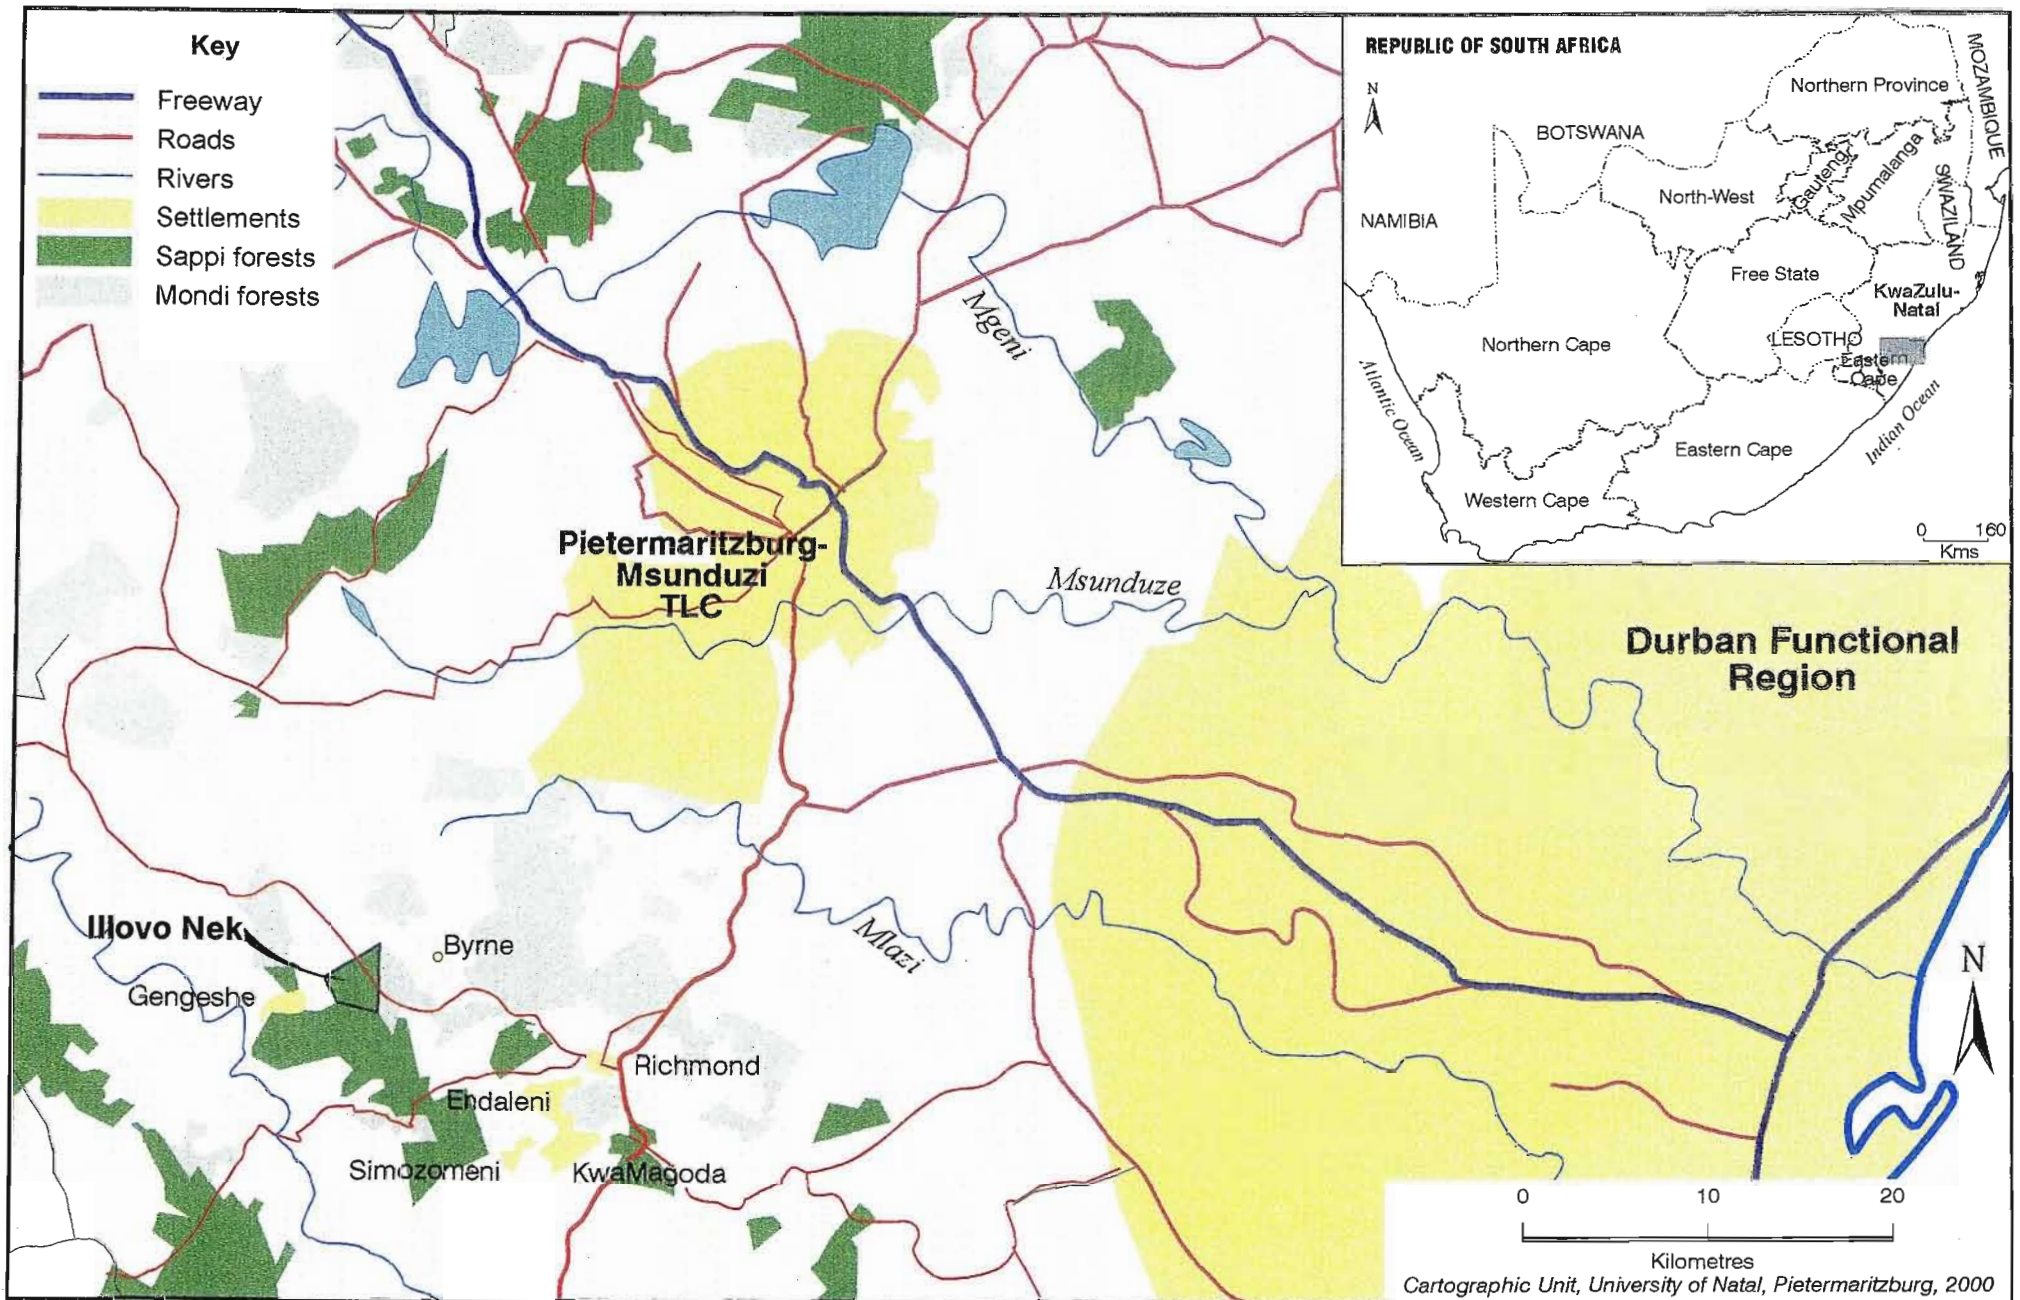 Key
Freeway
Roads
Rivers
Settlements
Sappi forests
Mondi forests
REPUBLIC OF SOUTH AFRICA
N
MOZAMBIQUE
Northern Province
BOTSWANA
Gauteng
Mpumalanga
SWAZILAND
North-West
NAMIBIA
Free State
KwaZulu-
Natal
LESOTHO
Northern Cape
Eastern
Cape
Atlantic Ocean
Indian Ocean
Eastern Cape
Western Cape
0 160
Kms
Mgeni
Pietermaritzburg-
Msunduzi
TLC
Msunduze
Durban Functional
Region
Illovo Nek
Byrne
Mlazi
Gengeshe
N
Richmond
Endaleni
Simozomeni
KwaMagoda
0 10 20
Kilometres
Cartographic Unit, University of Natal, Pietermaritzburg, 2000